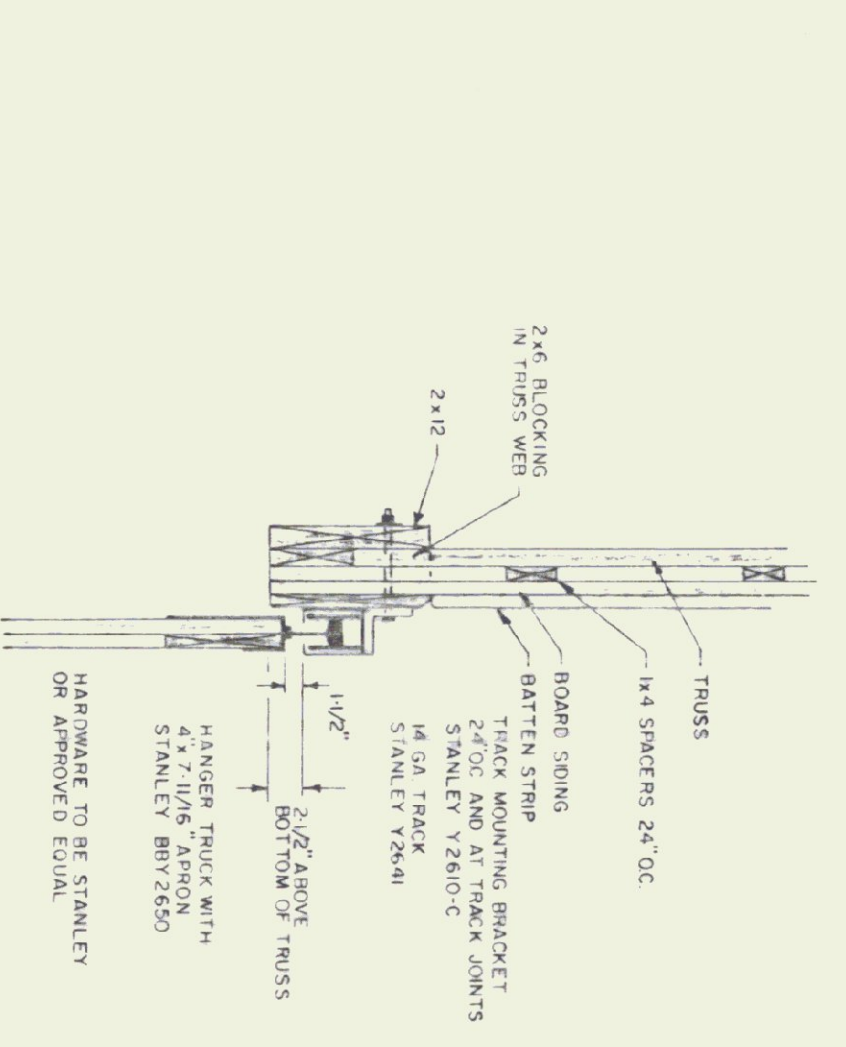 TRUSS
1x4 SPACERS 24" O.C.
BOARD SIDING
BATTEN STRIP
TRACK MOUNTING BRACKET
24" OC AND AT TRACK JOINTS
STANLEY Y2610-C
14 GA. TRACK
STANLEY Y2641
2x6 BLOCKING
IN TRUSS WEB
2x12
1-1/2"
2-1/2" ABOVE
BOTTOM OF TRUSS
HANGER TRUCK WITH
4" x 7-11/16" APRON
STANLEY BBY2650
HARDWARE TO BE STANLEY
OR APPROVED EQUAL